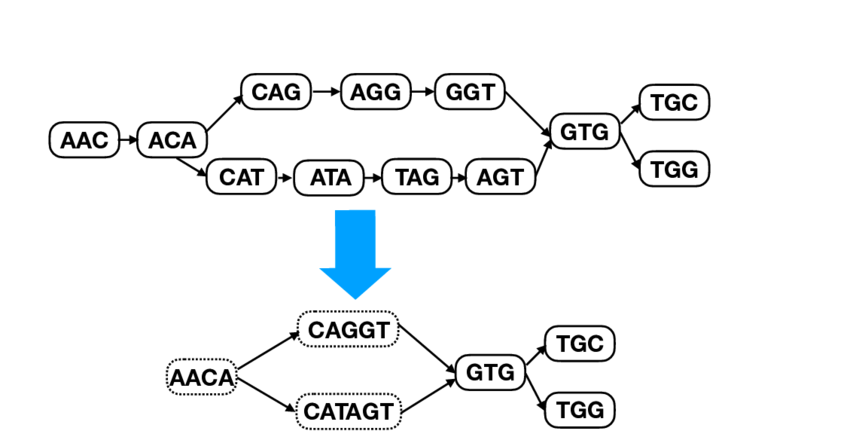 CAG
AGG
GGT
TGC
AAC
ACA
GTG
CAT
ATA
TAG
AGT
TGG
CAGGT
TGC
AACA
GTG
CATAGT
TGG